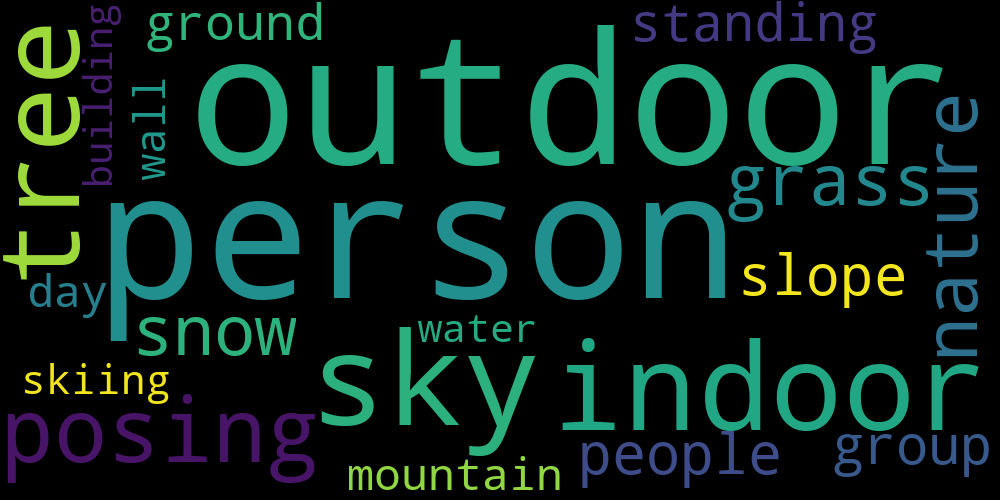 ground
standing
outdoor
tree
building
wall
person
grass
nature
day
slope
snow
water
sky
indoor
skiing
posing
people
group
mountain